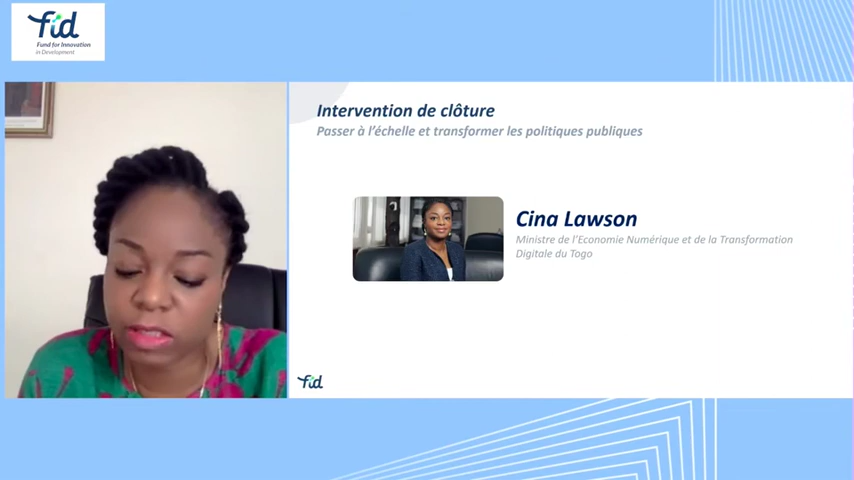 fid
Fund for Innovation
in Development
Intervention de clôture
Passer à l'échelle et transformer les politiques publiques
Cina Lawson
Ministre de l'Economie Numérique et de la Transformation
Digitale du Togo
fid